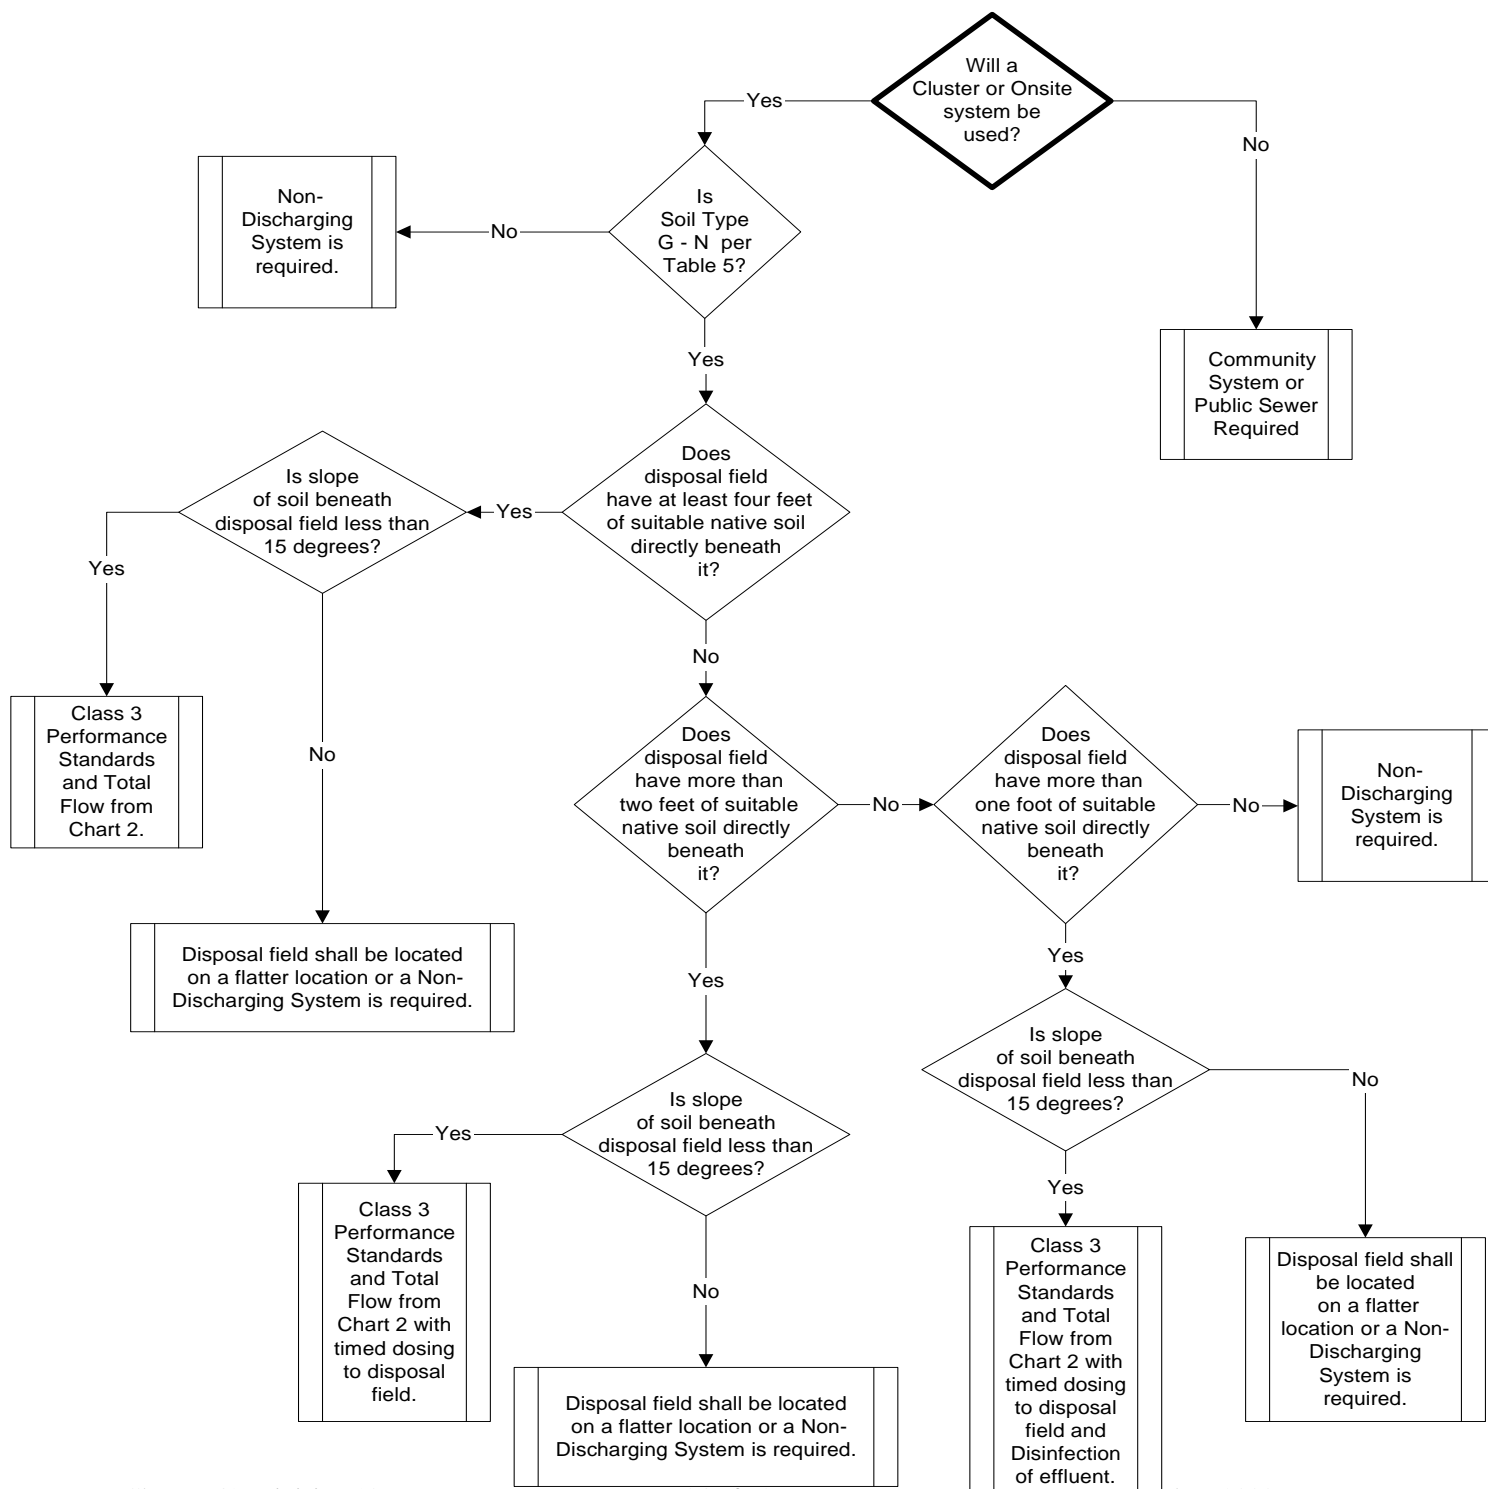 Will a
Cluster or Onsite
system be
used?
Yes
No
Is
Soil Type
G - N per
Table 5?
No
Non-
Discharging
System is
required.
Yes
Community
System or
Public Sewer
Required
Does
disposal field
have at least four feet
of suitable native soil
directly beneath
it?
Yes
Is slope
of soil beneath
disposal field less than
15 degrees?
Yes
Class 3
Performance
Standards
and Total
Flow from
Chart 2.
No
Disposal field shall be located
on a flatter location or a Non-
Discharging System is required.
No
Does
disposal field
have more than
two feet of suitable
native soil directly
beneath
it?
No
Does
disposal field
have more than
one foot of suitable
native soil directly
beneath
it?
No
Non-
Discharging
System is
required.
Yes
Is slope
of soil beneath
disposal field less than
15 degrees?
Yes
Class 3
Performance
Standards
and Total
Flow from
Chart 2 with
timed dosing
to disposal
field.
No
Disposal field shall be located
on a flatter location or a Non-
Discharging System is required.
Yes
Is slope
of soil beneath
disposal field less than
15 degrees?
Yes
Class 3
Performance
Standards
and Total
Flow from
Chart 2 with
timed dosing
to disposal
field and
Disinfection
of effluent.
No
Disposal field shall
be located
on a flatter
location or a Non-
Discharging
System is
required.